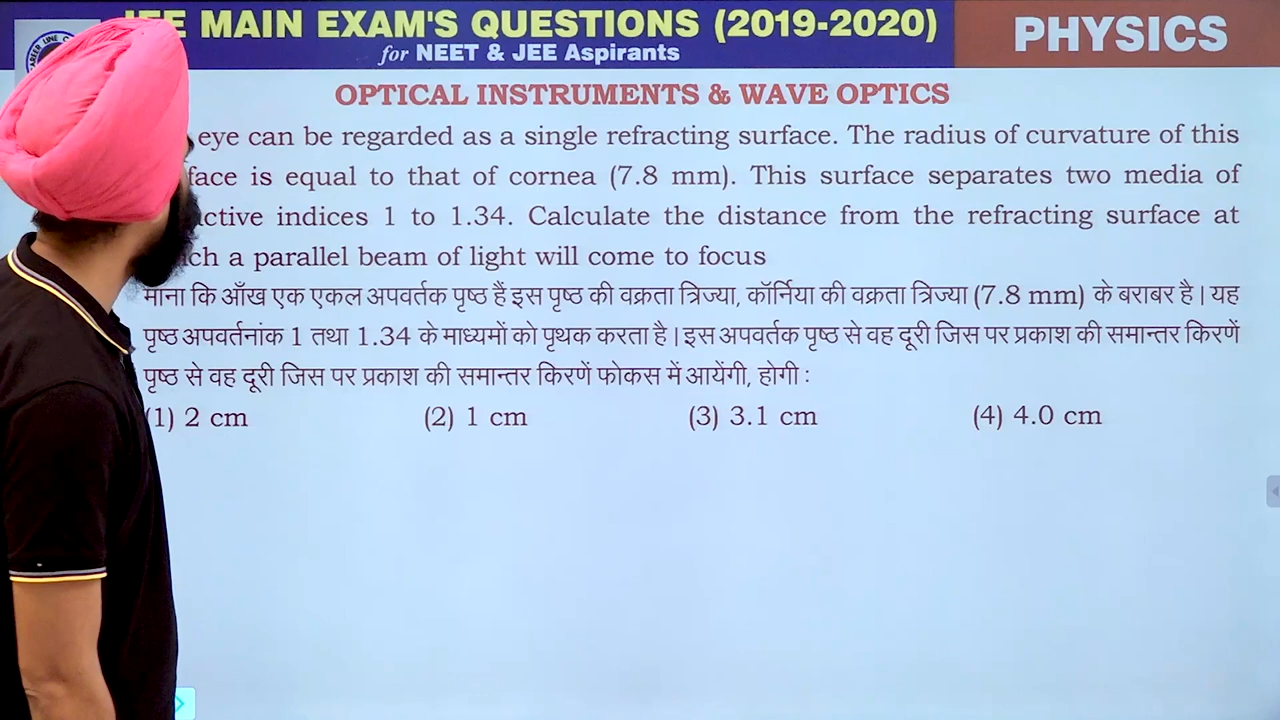 JEE MAIN EXAM'S QUESTIONS (2019-2020)
for NEET & JEE Aspirants
PHYSICS
OPTICAL INSTRUMENTS & WAVE OPTICS
eye can be regarded as a single refracting surface. The radius of curvature of this
face is equal to that of cornea (7.8 mm). This surface separates two media of
active indices 1 to 1.34. Calculate the distance from the refracting surface at
ch a parallel beam of light will come to focus
माना कि आँख एक एकल अपवर्तक पृष्ठ हैं इस पृष्ठ की वक्रता त्रिज्या, कॉर्निया की वक्रता त्रिज्या (7.8 mm) के बराबर है। यह
पृष्ठ अपवर्तनांक 1 तथा 1.34 के माध्यमों को पृथक करता है। इस अपवर्तक पृष्ठ से वह दूरी जिस पर प्रकाश की समान्तर किरणें
पृष्ठ से वह दूरी जिस पर प्रकाश की समान्तर किरणें फोकस में आयेंगी, होगी :
(1) 2 cm (2) 1 cm (3) 3.1 cm (4) 4.0 cm